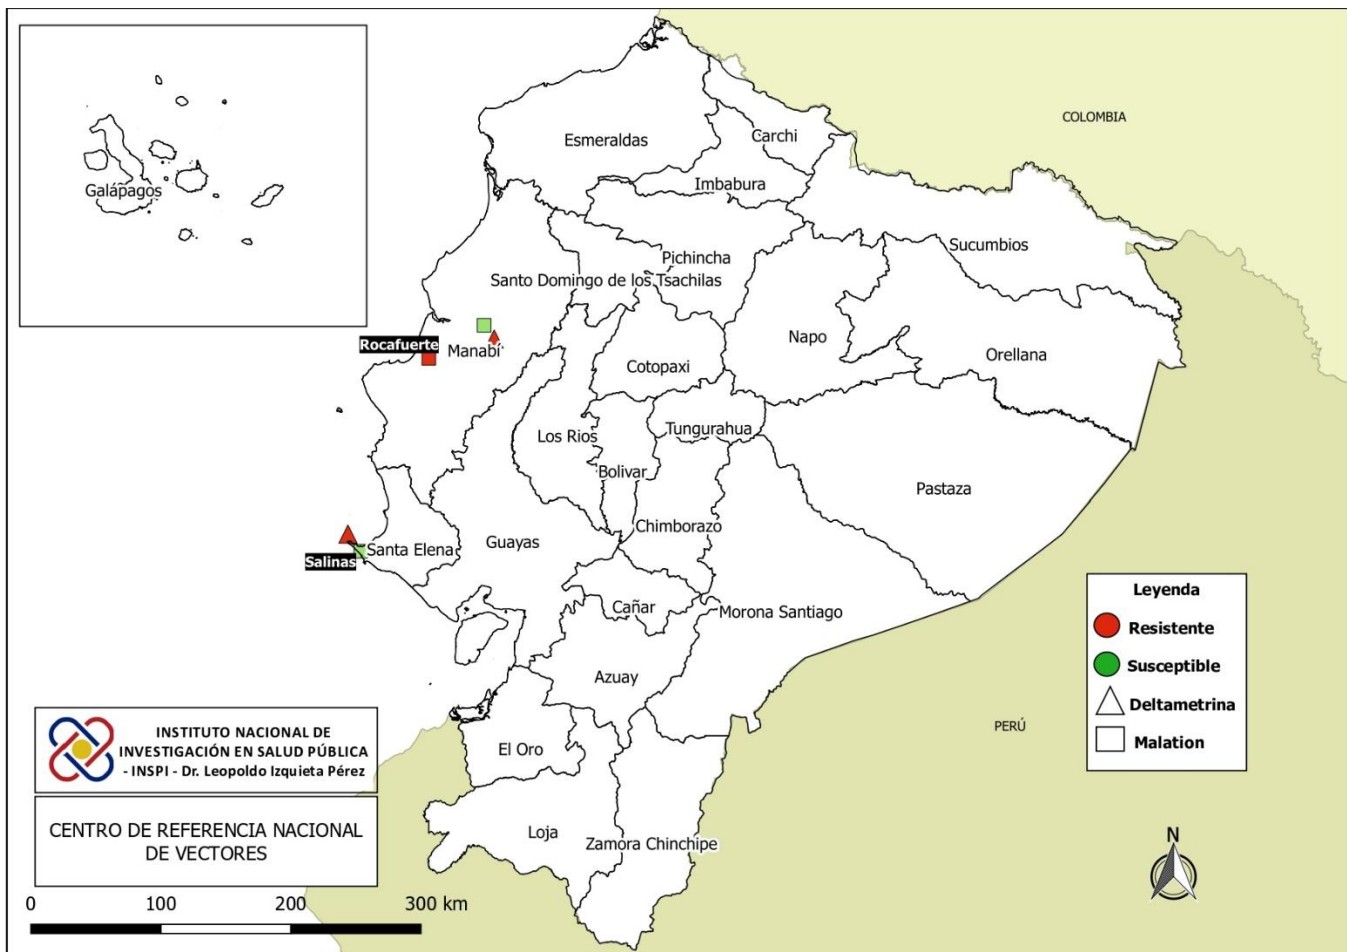 COLOMBIA
Carchi
Esmeraldas
Imbabura
Galápagos
Sucumbios
Pichincha
Santo Domingo de los Tsachilas
Napo
Rocafuerte
Manabí
Orellana
Cotopaxi
Tungurahua
Los Rios
Bolivar
Pastaza
Chimborazo
Guayas
Santa Elena
Salinas
Cañar
Morona Santiago
Azuay
PERÚ
El Oro
Loja
Zamora Chinchipe
Leyenda
Resistente
Susceptible
Deltametrina
Malation
INSTITUTO NACIONAL DE
INVESTIGACIÓN EN SALUD PÚBLICA
- INSPI - Dr. Leopoldo Izquieta Pérez
CENTRO DE REFERENCIA NACIONAL
DE VECTORES
N
0 100 200 300 km